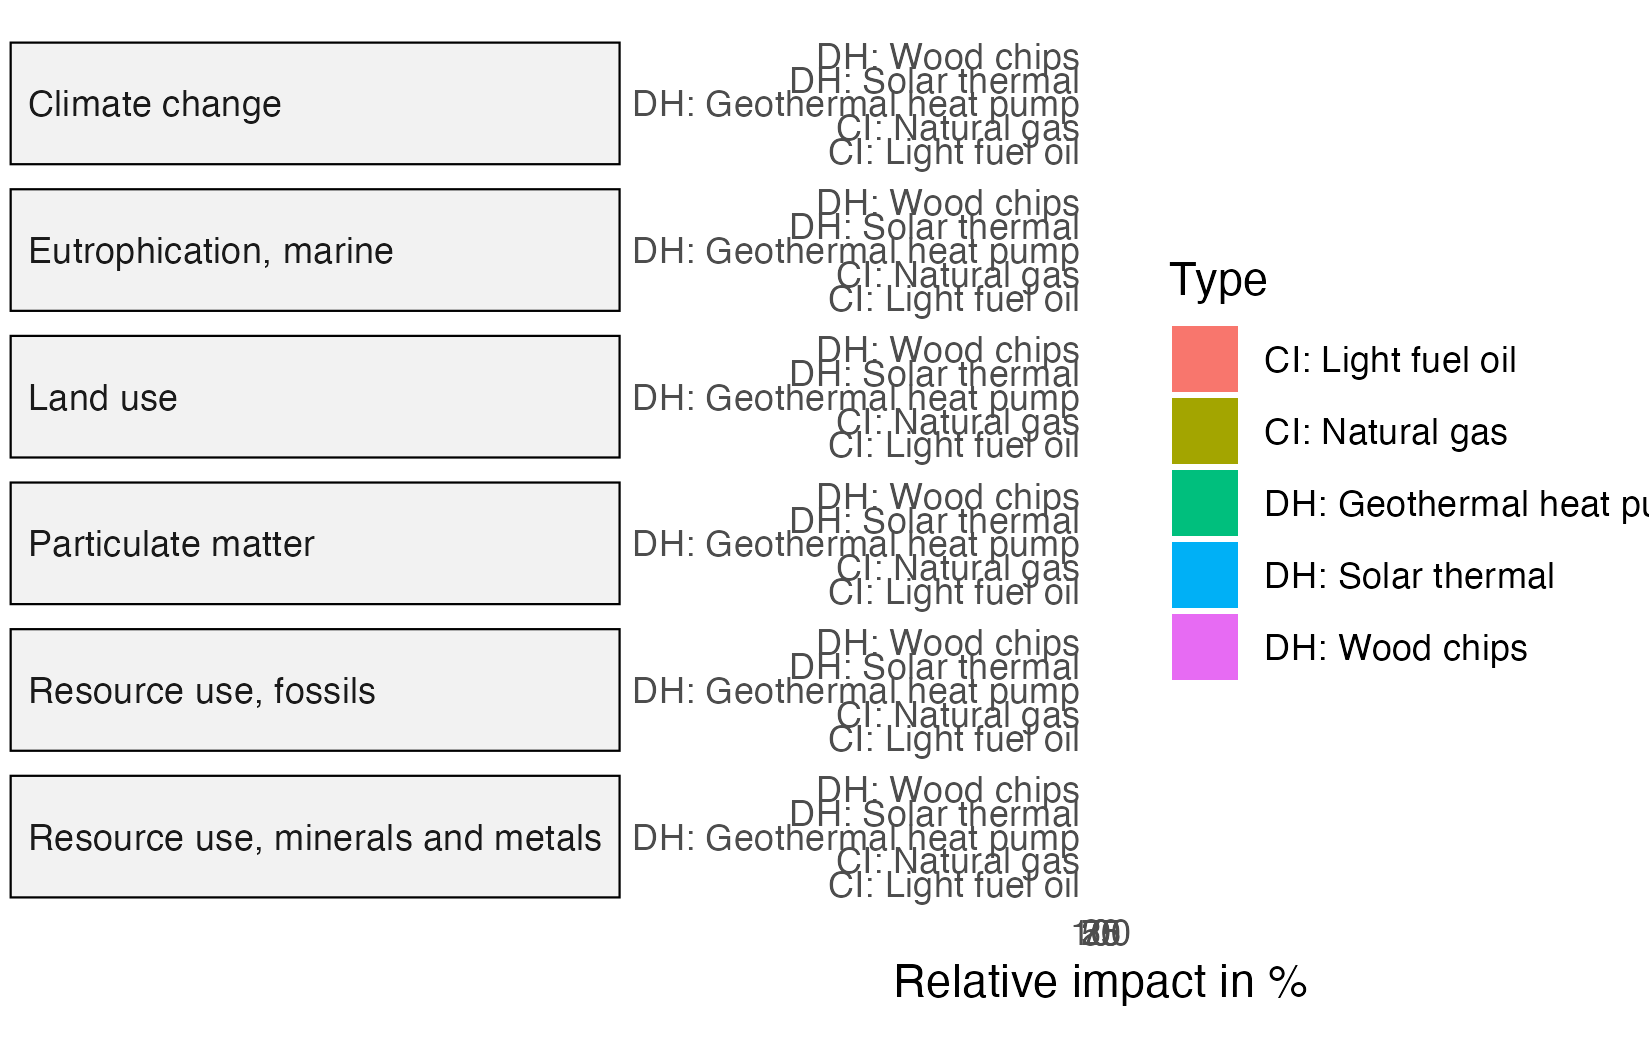 Climate change
DH: Wood chips
DH: Solar thermal
DH: Geothermal heat pump
CI: Natural gas
CI: Light fuel oil
Eutrophication, marine
DH: Wood chips
DH: Solar thermal
DH: Geothermal heat pump
CI: Natural gas
CI: Light fuel oil
Land use
DH: Wood chips
DH: Solar thermal
DH: Geothermal heat pump
CI: Natural gas
CI: Light fuel oil
Particulate matter
DH: Wood chips
DH: Solar thermal
DH: Geothermal heat pump
CI: Natural gas
CI: Light fuel oil
Resource use, fossils
DH: Wood chips
DH: Solar thermal
DH: Geothermal heat pump
CI: Natural gas
CI: Light fuel oil
Resource use, minerals and metals
DH: Wood chips
DH: Solar thermal
DH: Geothermal heat pump
CI: Natural gas
CI: Light fuel oil
Relative impact in %
Type
CI: Light fuel oil
CI: Natural gas
DH: Geothermal heat pu
DH: Solar thermal
DH: Wood chips